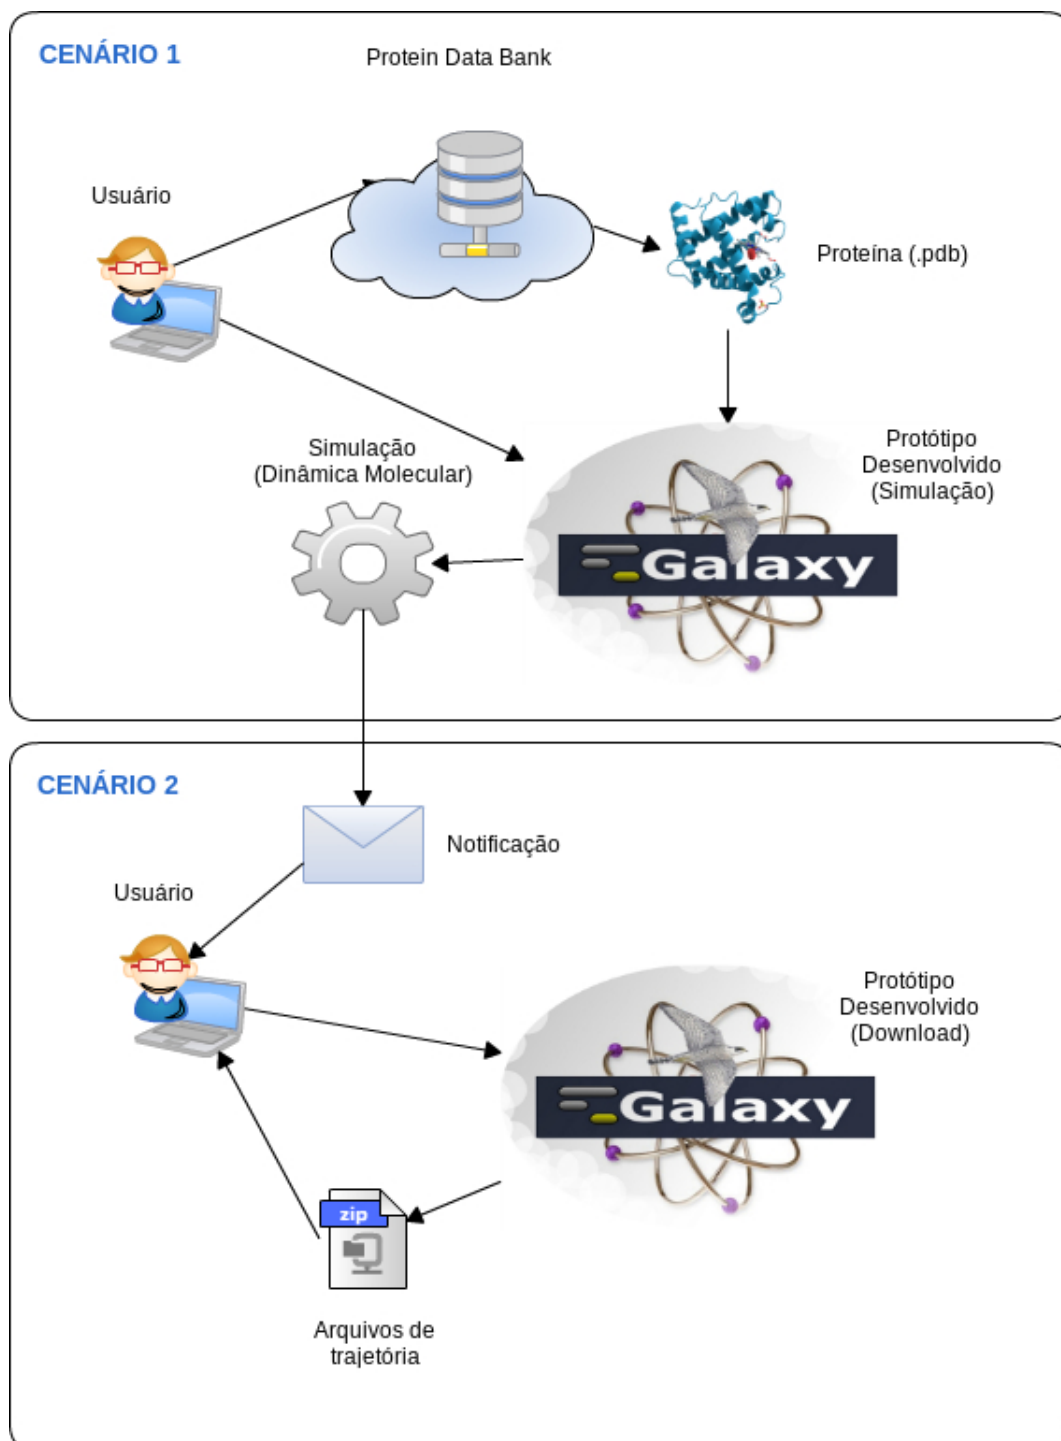 CENÁRIO 1
Protein Data Bank
Usuário
Proteína (.pdb)
Simulação
(Dinâmica Molecular)
Protótipo
Desenvolvido
(Simulação)
Galaxy
CENÁRIO 2
Notificação
Usuário
Protótipo
Desenvolvido
(Download)
Galaxy
zip
Arquivos de
trajetória